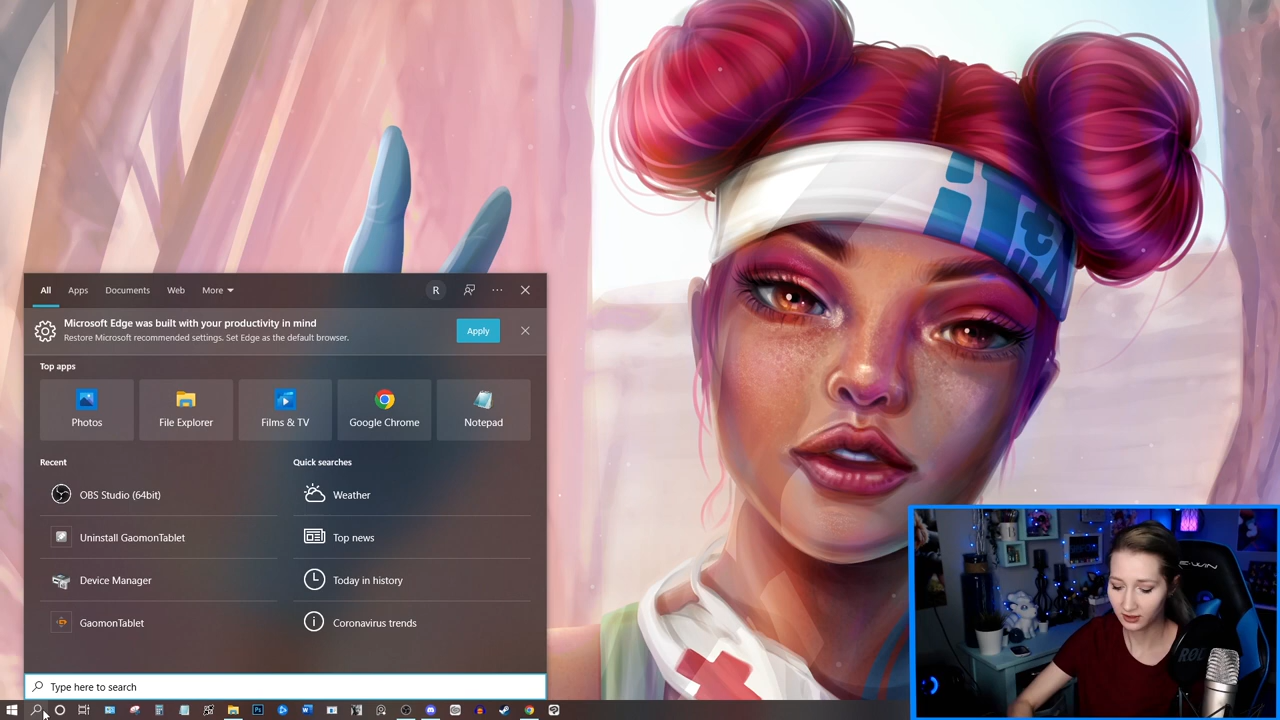 All Apps Documents Web More R
Microsoft Edge was built with your productivity in mind
Restore Microsoft recommended settings. Set Edge as the default browser.
Apply
Top apps
Photos File Explorer Films & TV Google Chrome Notepad
Recent Quick searches
OBS Studio (64bit) Weather
Uninstall GaomonTablet Top news
Device Manager Today in history
GaomonTablet Coronavirus trends
Type here to search